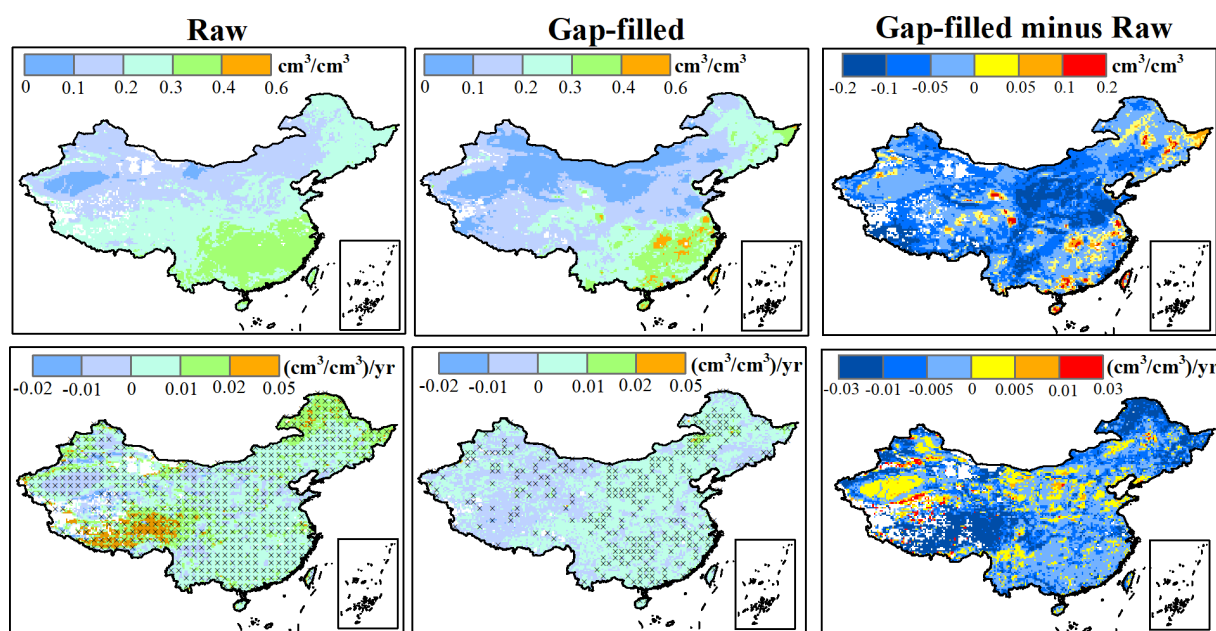 Raw Gap-filled Gap-filled minus Raw
cm³/cm³ cm³/cm³ cm³/cm³
0 0.1 0.2 0.3 0.4 0.6 0 0.1 0.2 0.3 0.4 0.6 -0.2 -0.1 -0.05 0 0.05 0.1 0.2
(cm³/cm³)/yr (cm³/cm³)/yr (cm³/cm³)/yr
-0.02 -0.01 0 0.01 0.02 0.05 -0.02 -0.01 0 0.01 0.02 0.05 -0.03 -0.01 -0.005 0 0.005 0.01 0.03